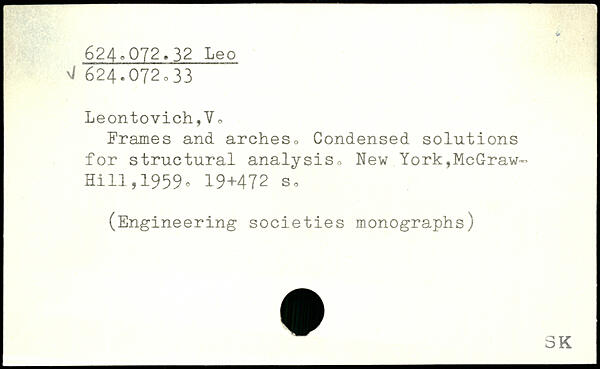 624.072.32 Leo
√ 624.072.33
Leontovich,V.
Frames and arches. Condensed solutions
for structural analysis. New York,McGraw-
Hill,1959. 19+472 s.
(Engineering societies monographs)
SK